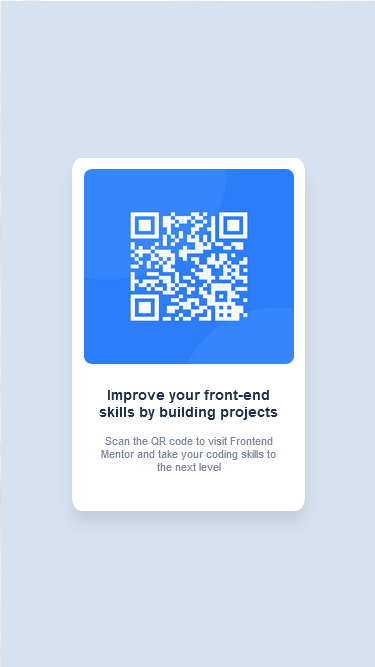 Improve your front-end
skills by building projects
Scan the QR code to visit Frontend
Mentor and take your coding skills to
the next level